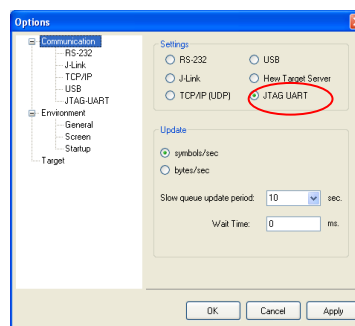 Options
Communication
RS-232
J-Link
TCP/IP
USB
JTAG-UART
Environment
General
Screen
Startup
Target
Settings
RS-232
USB
J-Link
Hew Target Server
TCP/IP (UDP)
JTAG UART
Update
symbols/sec
bytes/sec
Slow queue update period: 10 sec.
Wait Time: 0 ms.
OK Cancel Apply